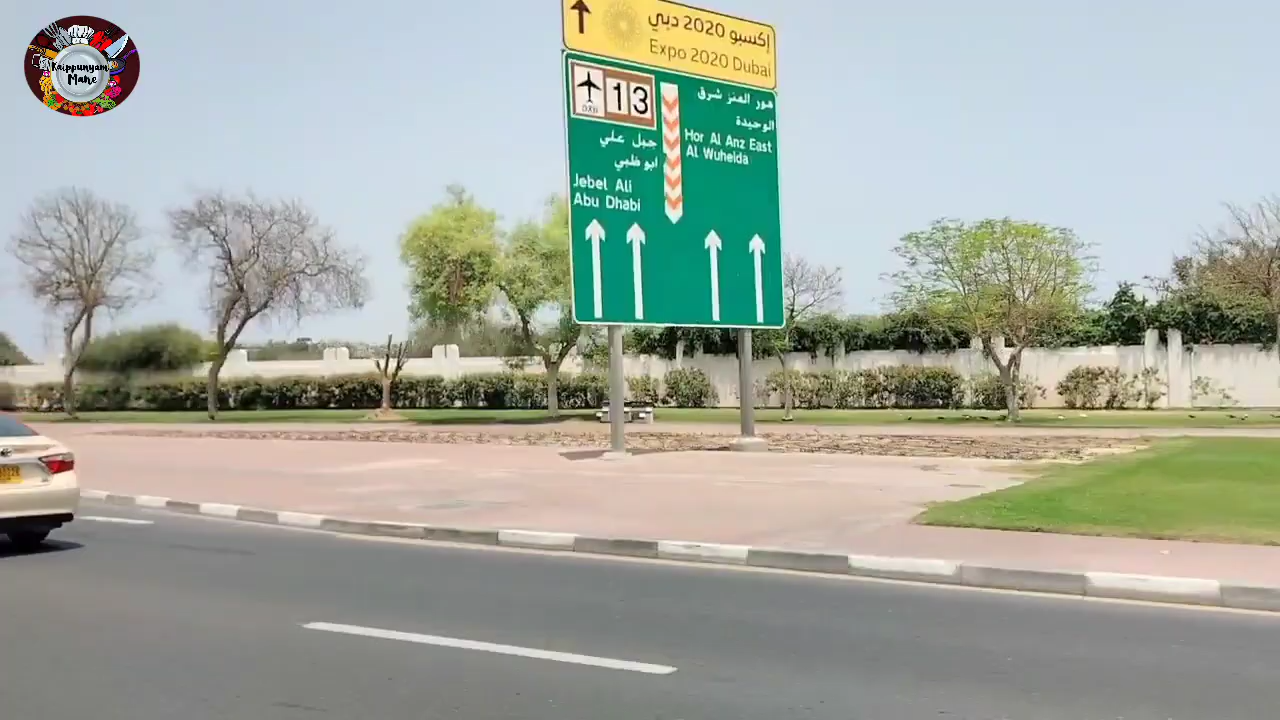 Kaippunyam
Mane
إكسبو 2020 دبي
Expo 2020 Dubai
DXB
13
هور العنز شرق
الوحيدة
Hor Al Anz East
Al Wuheida
جبل علي
ابو ظبي
Jebel Ali
Abu Dhabi